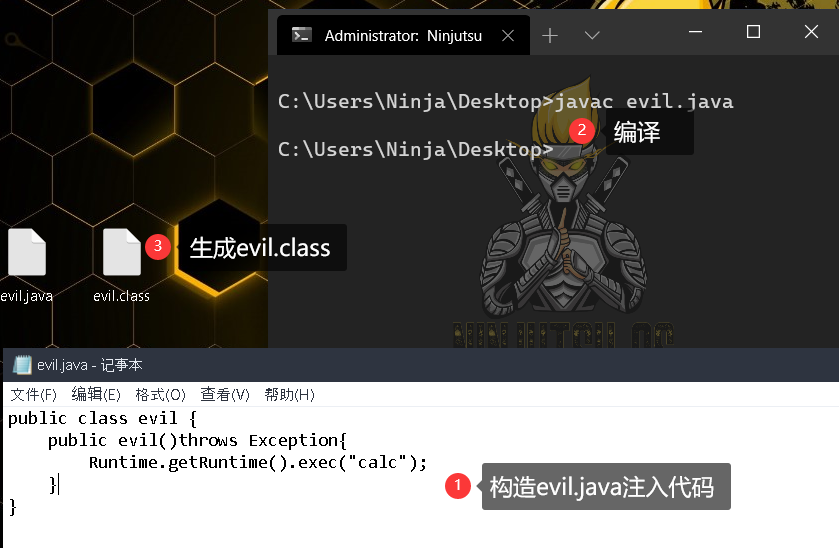 Administrator: Ninjutsu
C:\Users\Ninja\Desktop>javac evil.java
2
编译
C:\Users\Ninja\Desktop>
3
生成evil.class
evil.java
evil.class
NINJUTSU OS
evil.java - 记事本
文件(F) 编辑(E) 格式(O) 查看(V) 帮助(H)
public class evil {
    public evil()throws Exception{
        Runtime.getRuntime().exec("calc");
    }
}
1
构造evil.java注入代码